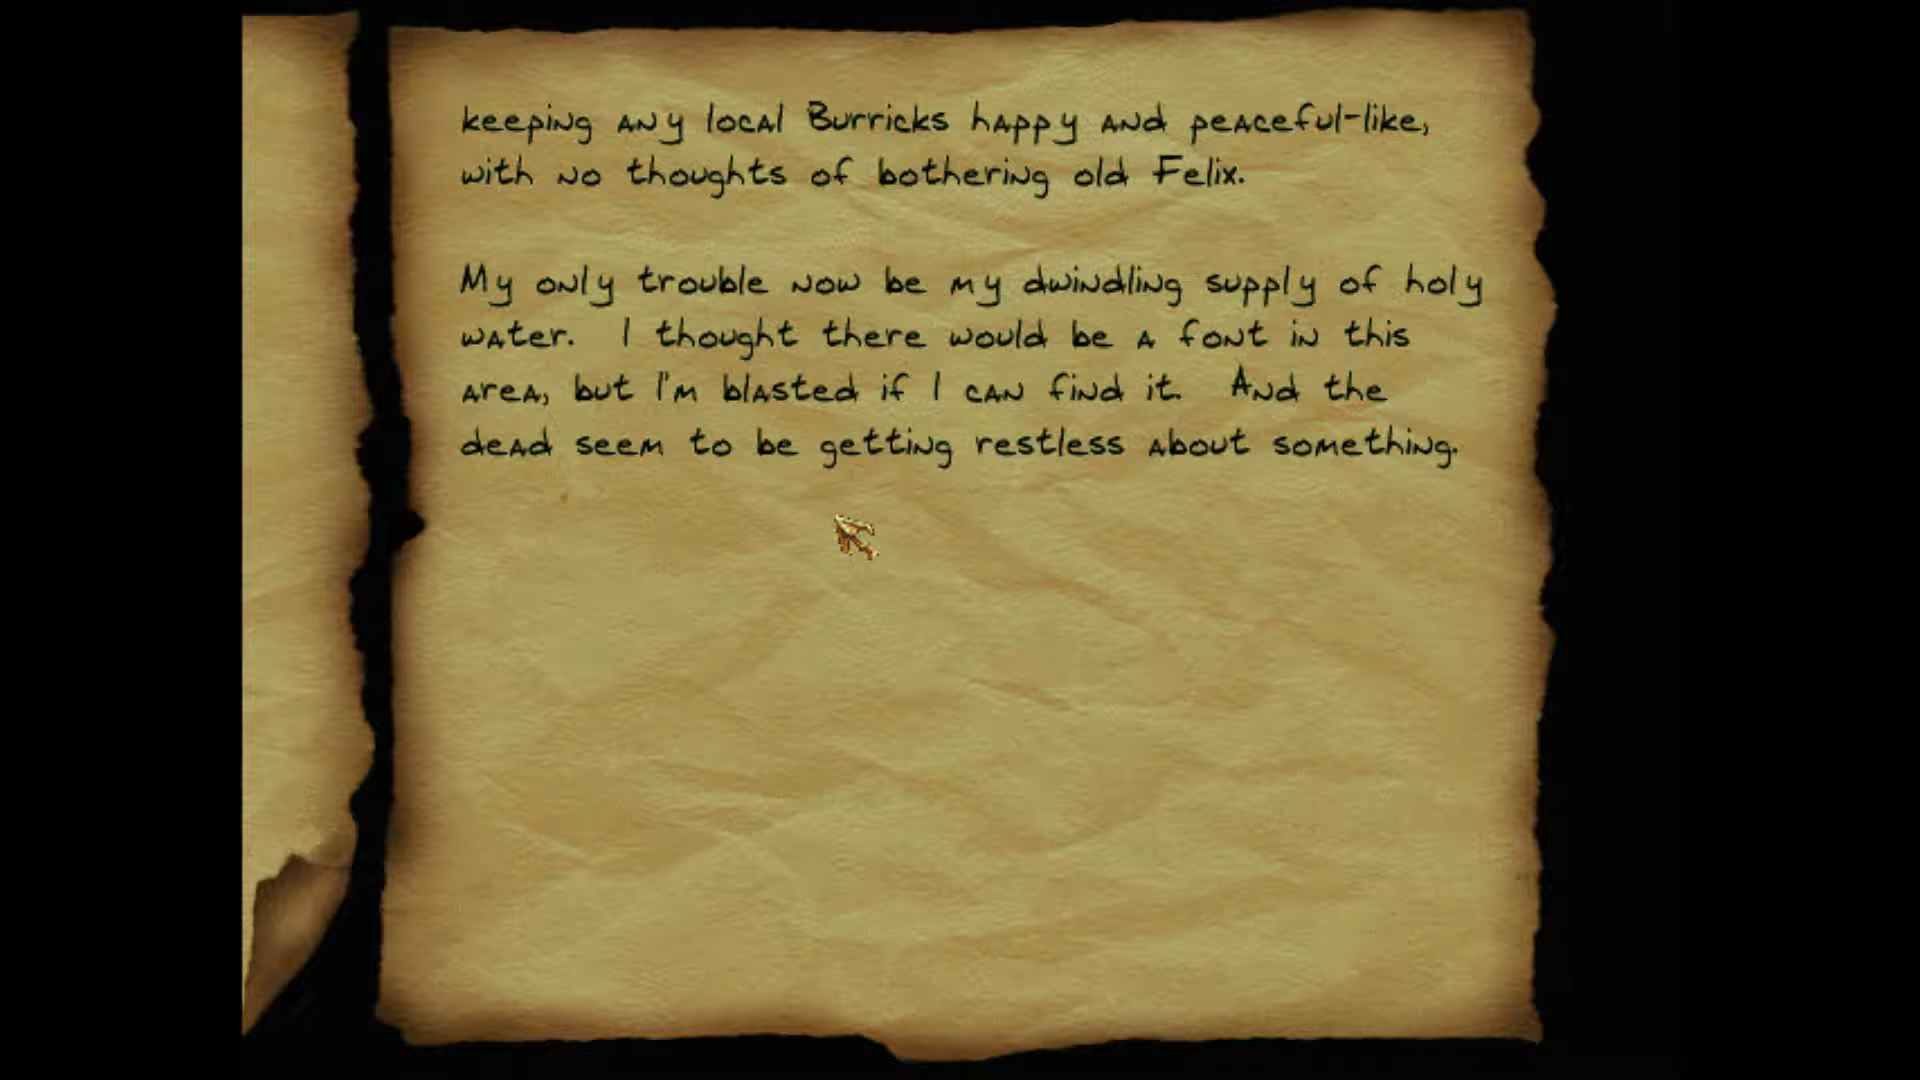 keeping any local Burricks happy and peaceful-like,
with no thoughts of bothering old Felix.
My only trouble now be my dwindling supply of holy
water. I thought there would be a font in this
area, but I'm blasted if I can find it. And the
dead seem to be getting restless about something.